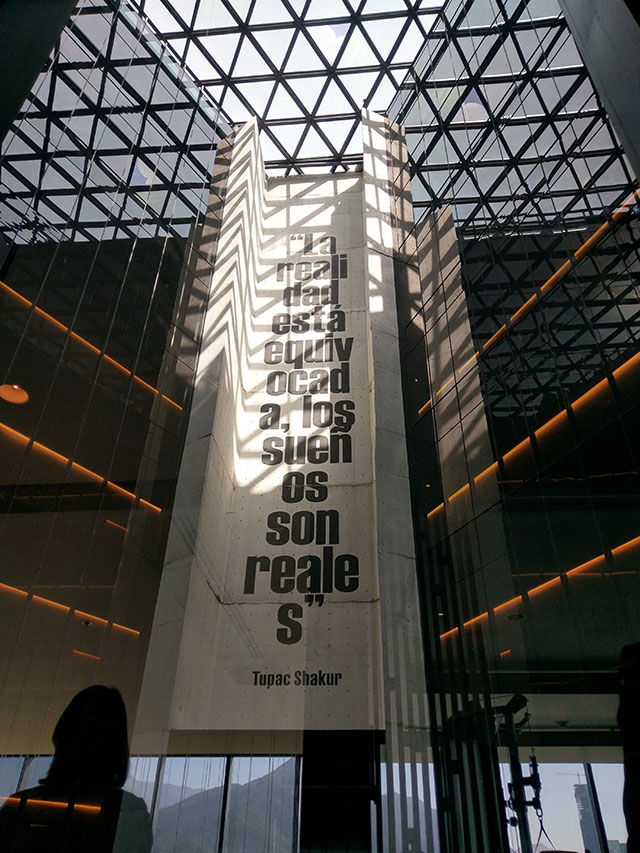 “La
reali
dad
está
equiv
ocad
a, los
sueñ
os
son
reale
s”
Tupac Shakur